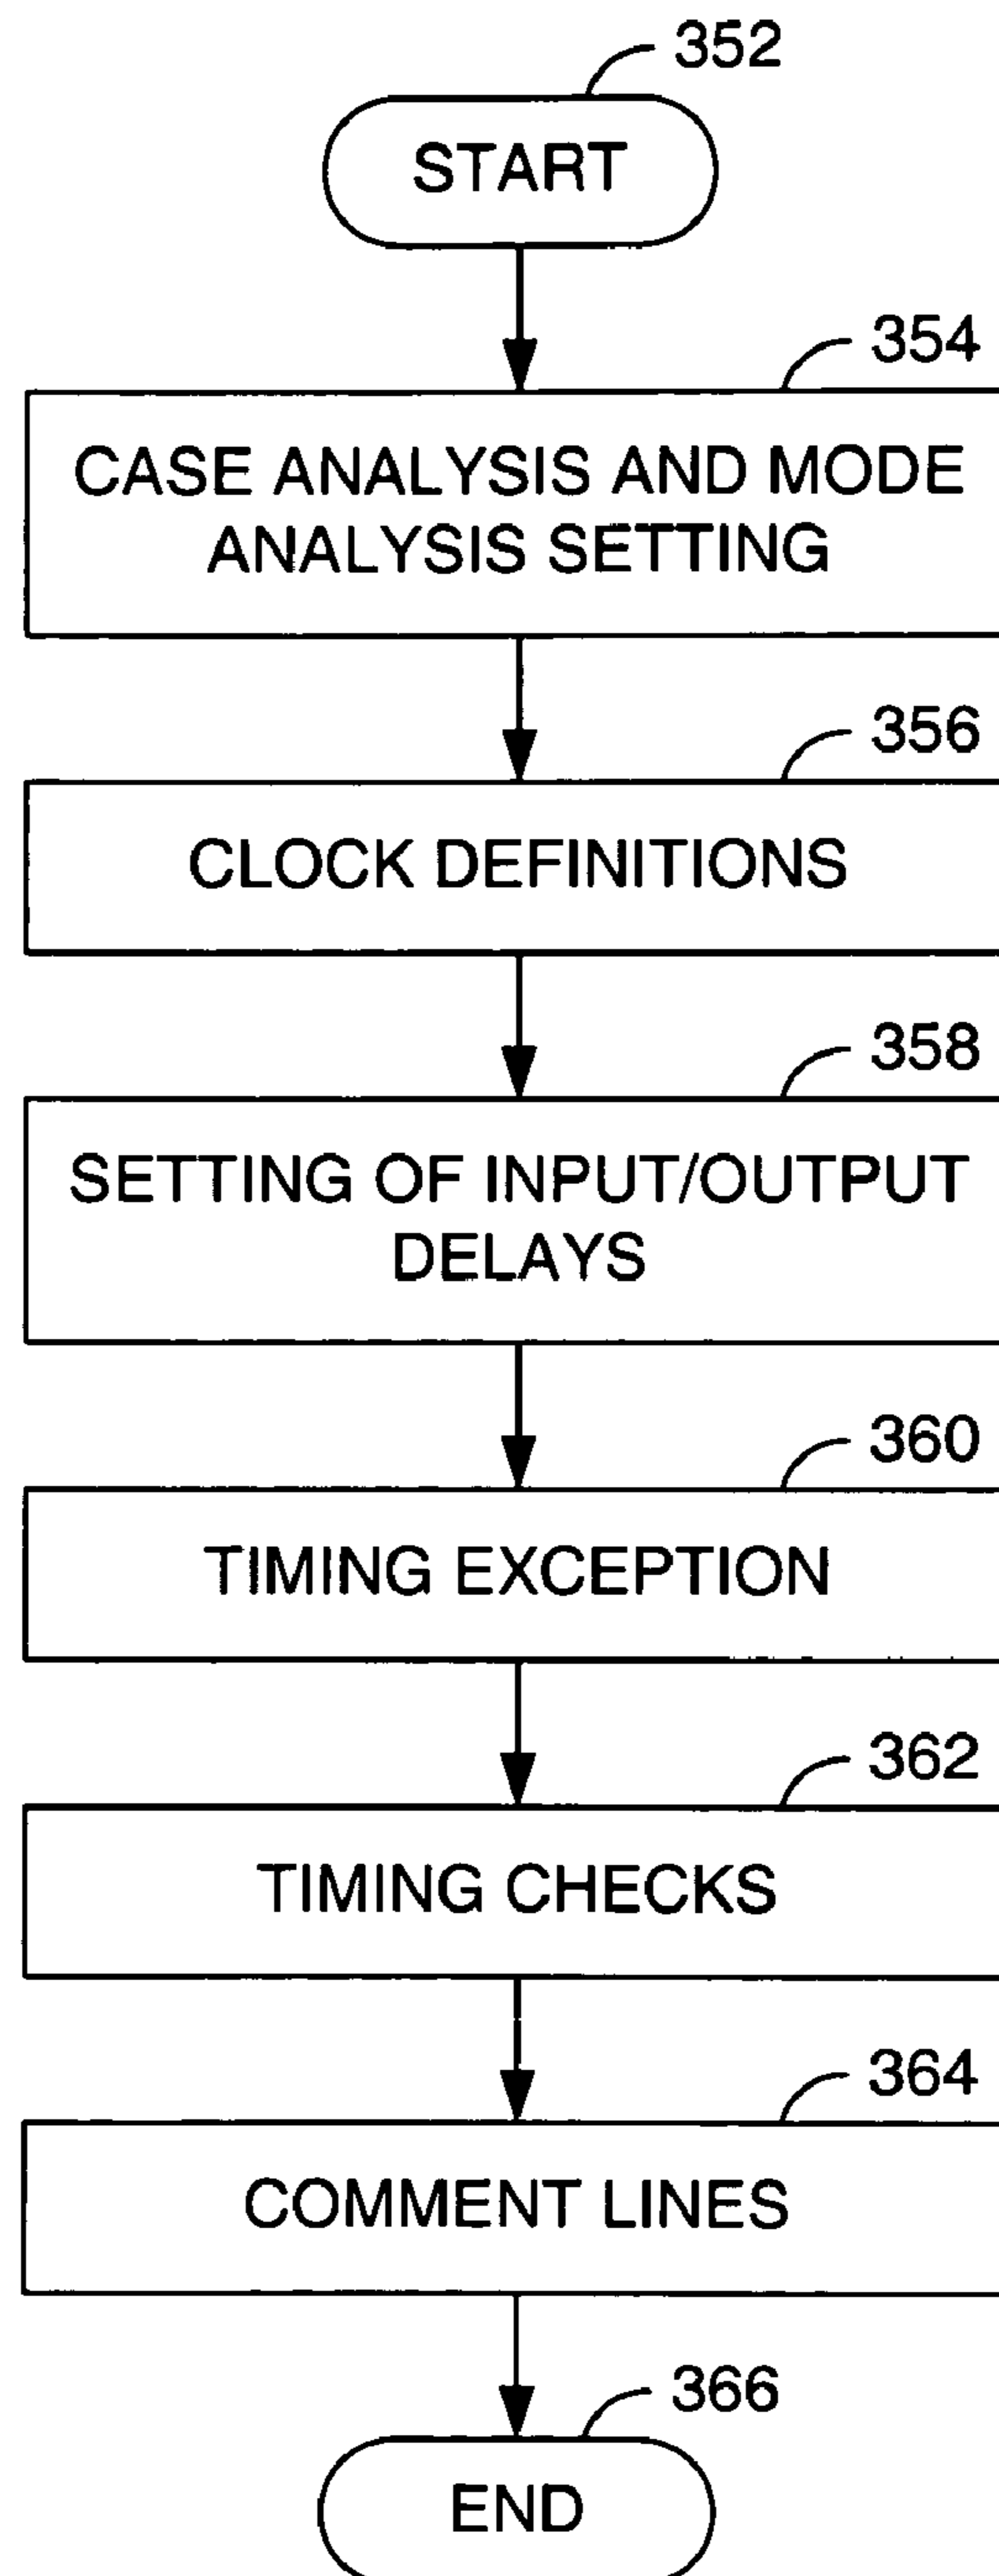 352
START
354
CASE ANALYSIS AND MODE
ANALYSIS SETTING
356
CLOCK DEFINITIONS
358
SETTING OF INPUT/OUTPUT
DELAYS
360
TIMING EXCEPTION
362
TIMING CHECKS
364
COMMENT LINES
366
END